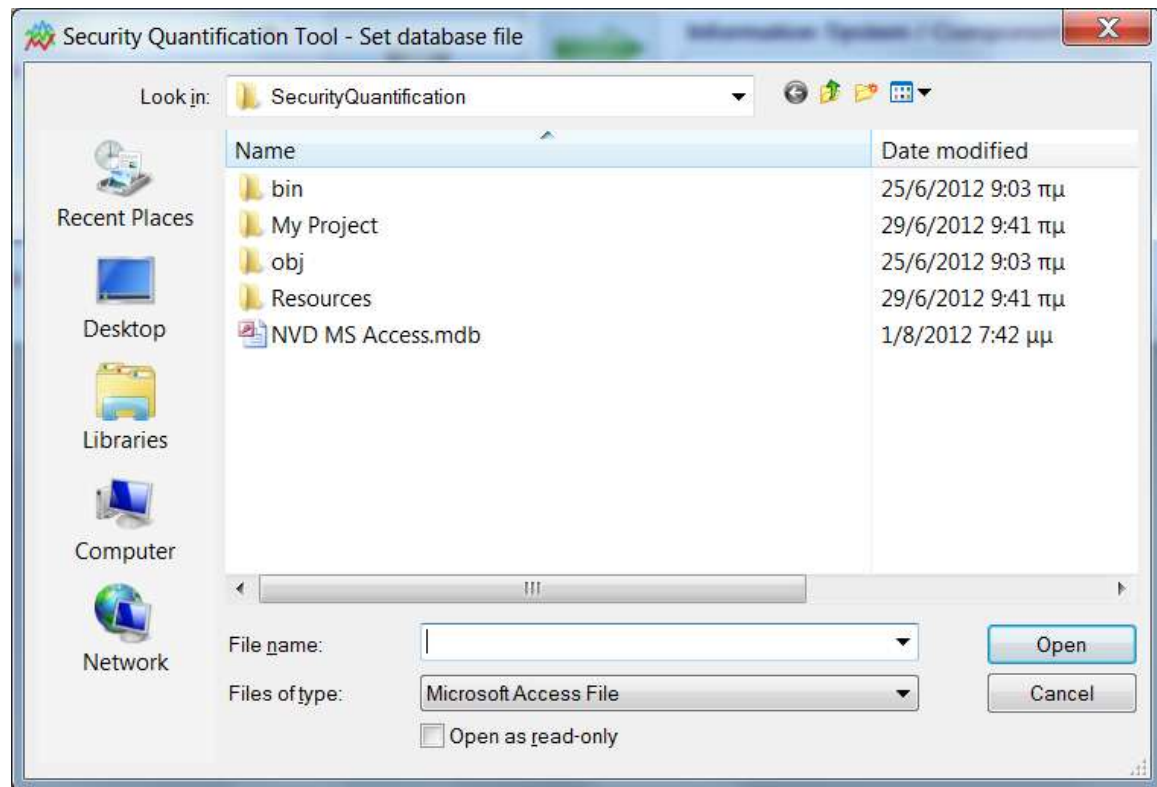 Security Quantification Tool - Set database file
Look in: SecurityQuantification
Name Date modified
bin 25/6/2012 9:03 πμ
My Project 29/6/2012 9:41 πμ
obj 25/6/2012 9:03 πμ
Resources 29/6/2012 9:41 πμ
NVD MS Access.mdb 1/8/2012 7:42 μμ
Recent Places
Desktop
Libraries
Computer
Network
File name: Open
Files of type: Microsoft Access File Cancel
Open as read-only